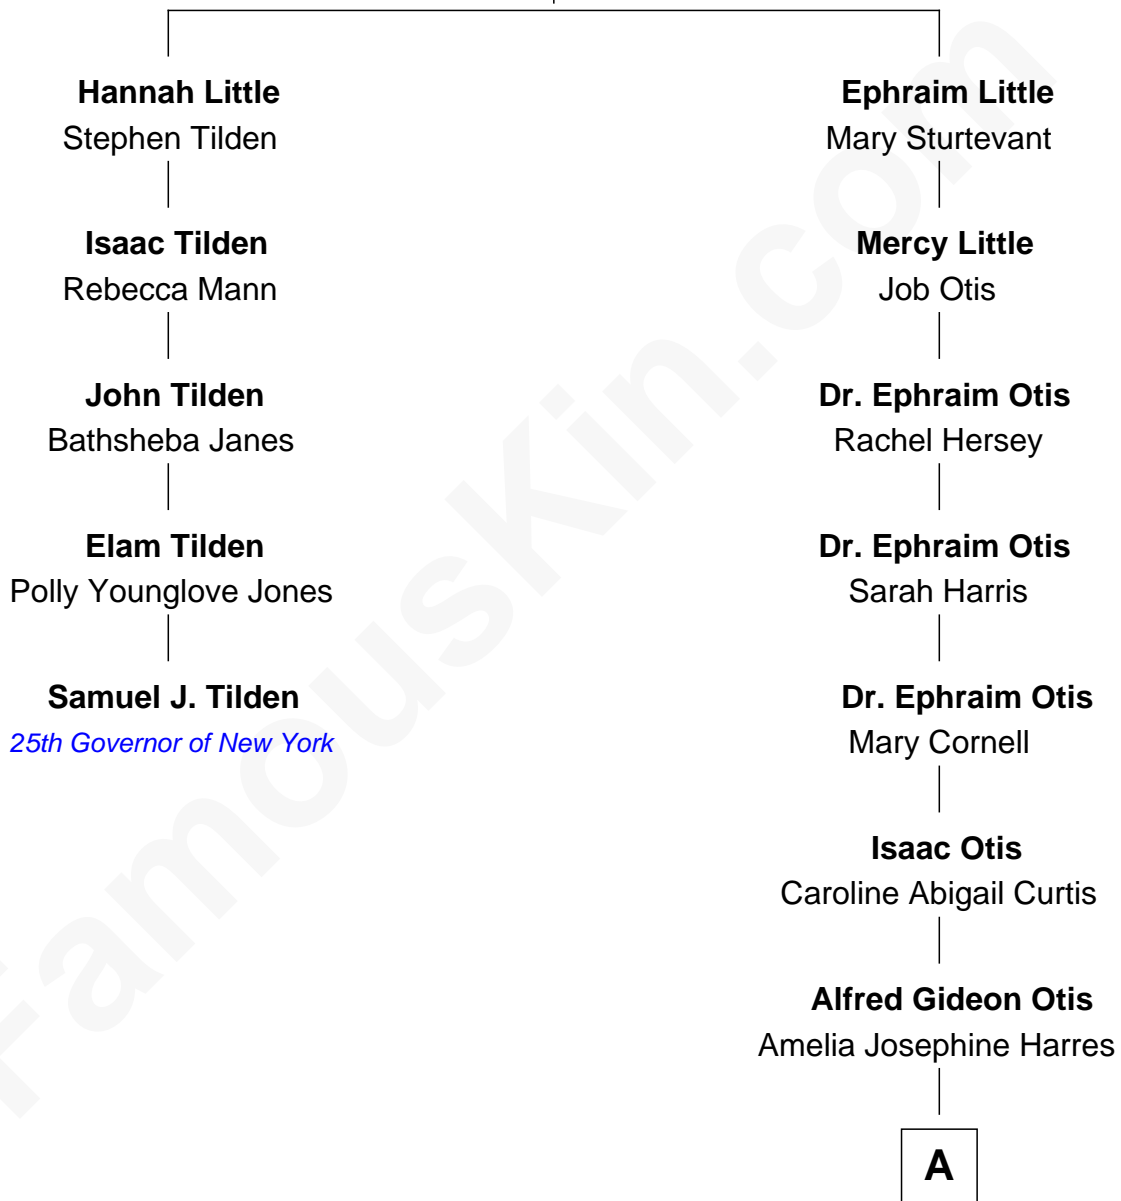 Hannah Little
Stephen Tilden
Isaac Tilden
Rebecca Mann
John Tilden
Bathsheba Janes
Elam Tilden
Polly Younglove Jones
Samuel J. Tilden
25th Governor of New York
Ephraim Little
Mary Sturtevant
Mercy Little
Job Otis
Dr. Ephraim Otis
Rachel Hersey
Dr. Ephraim Otis
Sarah Harris
Dr. Ephraim Otis
Mary Cornell
Isaac Otis
Caroline Abigail Curtis
Alfred Gideon Otis
Amelia Josephine Harres
A
FamousKin.com